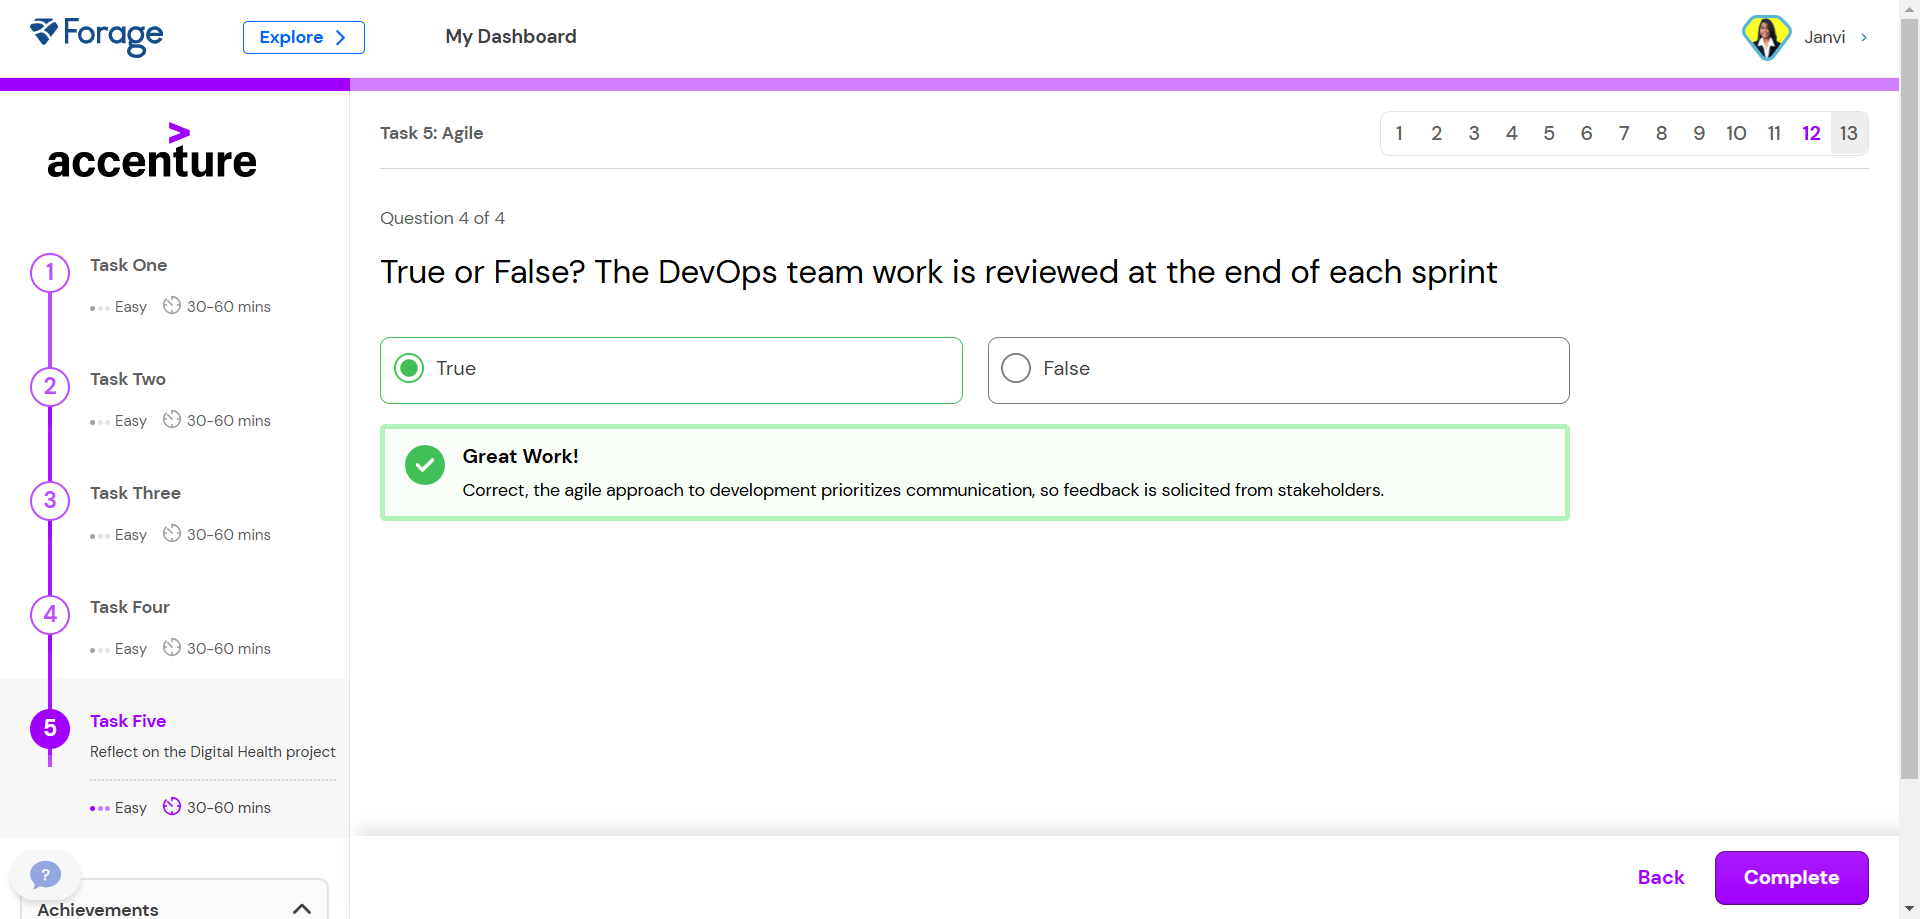 Forage
Explore
My Dashboard
Janvi
accenture
Task 5: Agile
1 2 3 4 5 6 7 8 9 10 11 12 13
Question 4 of 4
True or False? The DevOps team work is reviewed at the end of each sprint
True
False
Great Work!
Correct, the agile approach to development prioritizes communication, so feedback is solicited from stakeholders.
1
Task One
Easy 30-60 mins
2
Task Two
Easy 30-60 mins
3
Task Three
Easy 30-60 mins
4
Task Four
Easy 30-60 mins
5
Task Five
Reflect on the Digital Health project
Easy 30-60 mins
?
Achievements
Back
Complete